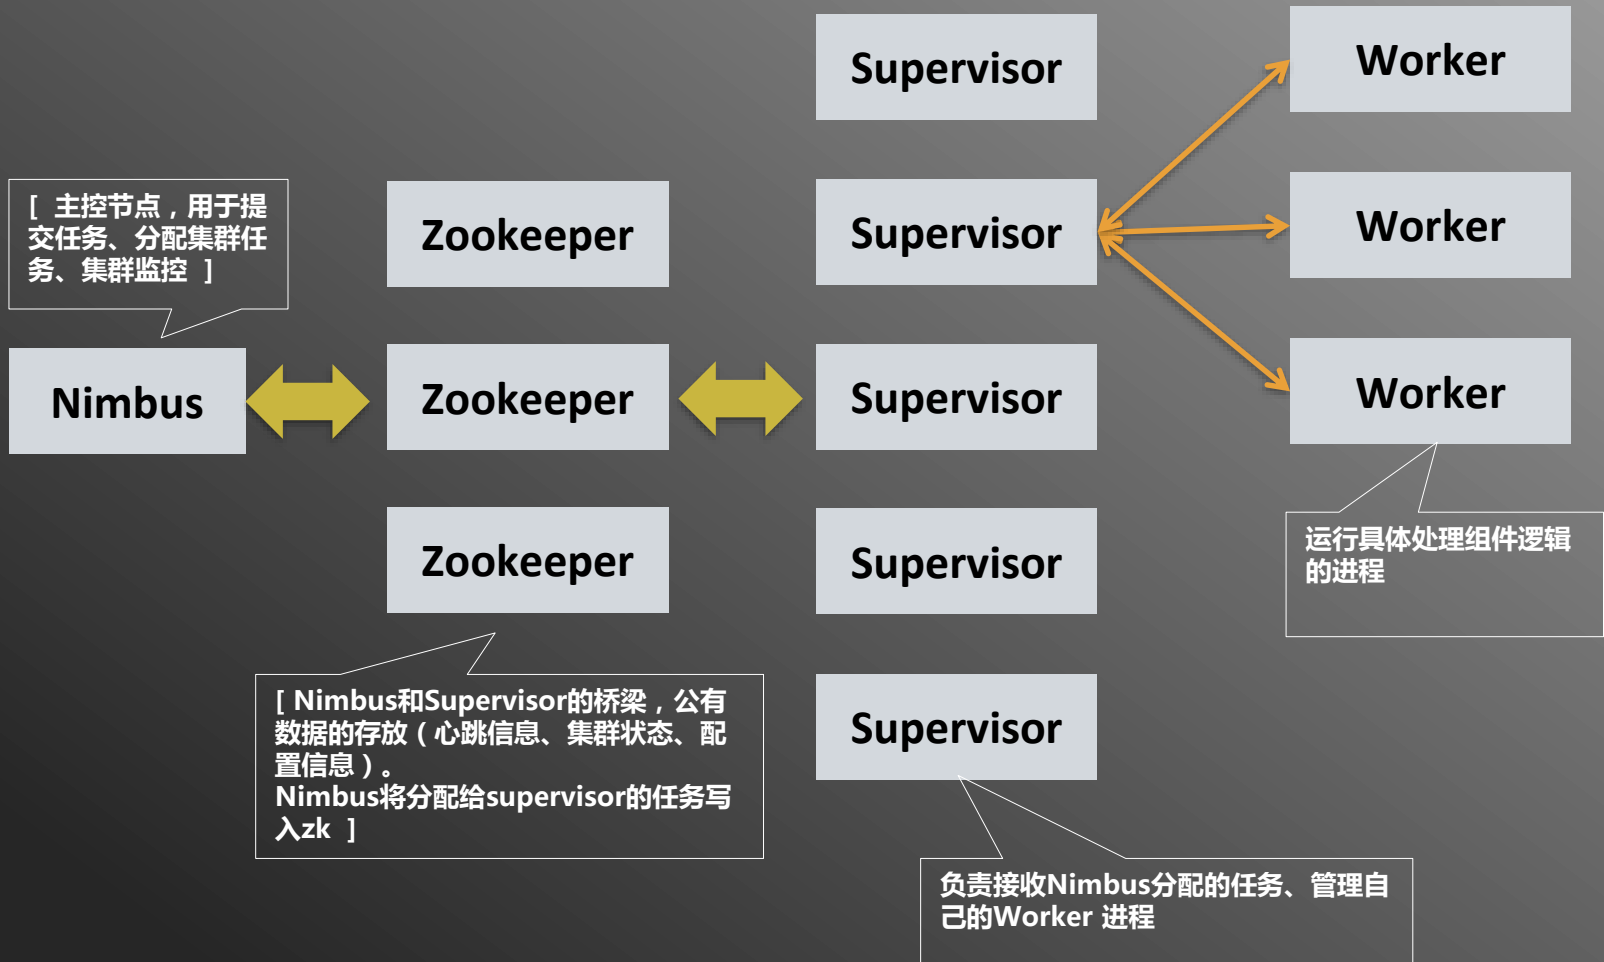 Supervisor
Worker
[ 主控节点，用于提
交任务、分配集群任
务、集群监控 ]
Zookeeper
Supervisor
Worker
Nimbus
Zookeeper
Supervisor
Worker
Zookeeper
Supervisor
运行具体处理组件逻辑
的进程
[ Nimbus和Supervisor的桥梁，公有
数据的存放（心跳信息、集群状态、配
置信息）。
Nimbus将分配给supervisor的任务写
入zk ]
Supervisor
负责接收Nimbus分配的任务、管理自
己的Worker 进程